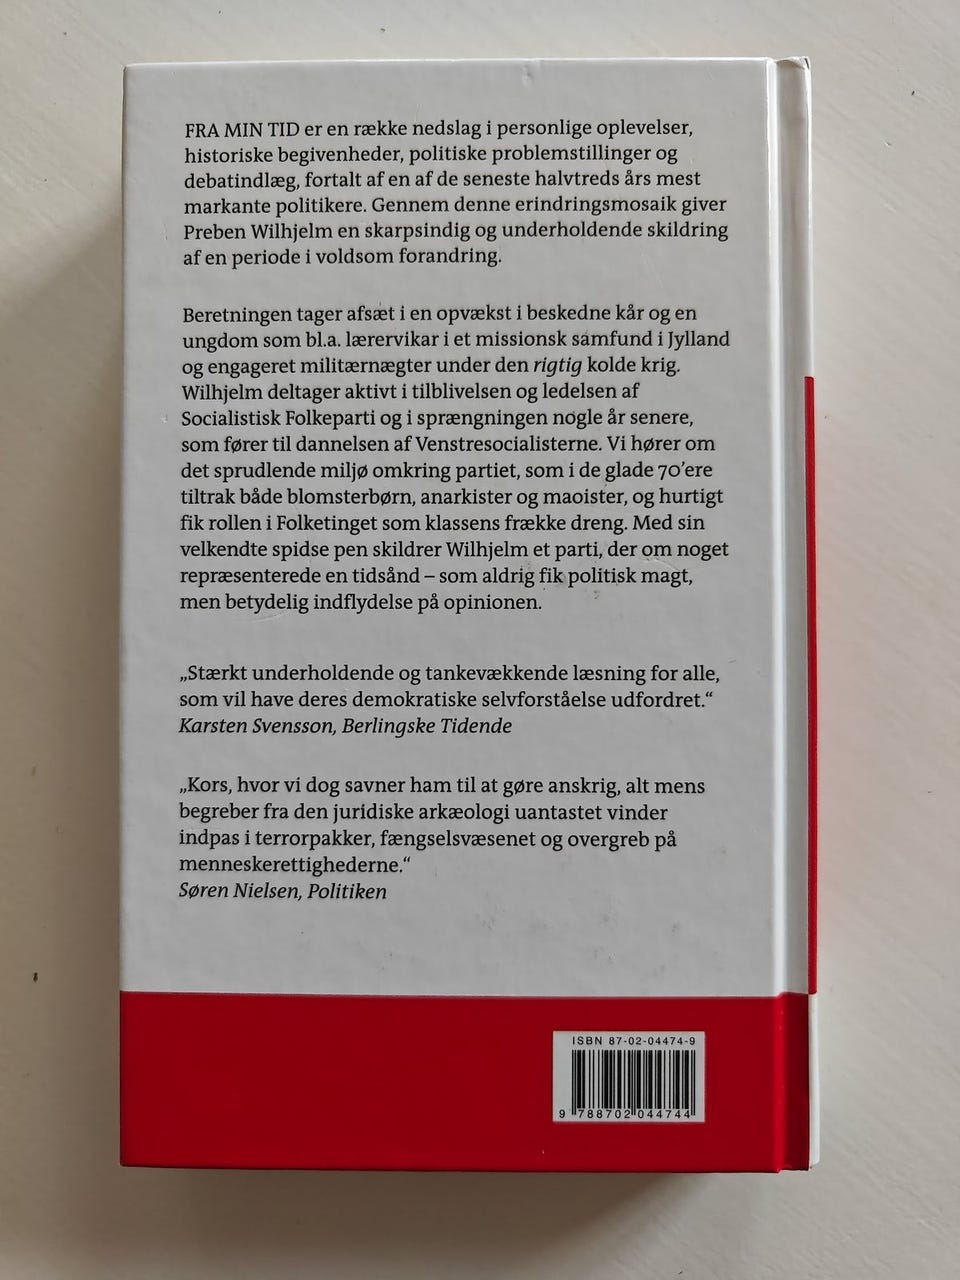 FRA MIN TID er en række nedslag i personlige oplevelser,
historiske begivenheder, politiske problemstillinger og
debatindlæg, fortalt af en af de seneste halvtreds års mest
markante politikere. Gennem denne erindringsmosaik giver
Preben Wilhjelm en skarpsindig og underholdende skildring
af en periode i voldsom forandring.
Beretningen tager afsæt i en opvækst i beskedne kår og en
ungdom som bl.a. lærervikar i et missionsk samfund i Jylland
og engageret militærnægter under den rigtig kolde krig.
Wilhjelm deltager aktivt i tilblivelsen og ledelsen af
Socialistisk Folkeparti og i sprængningen nogle år senere,
som fører til dannelsen af Venstresocialisterne. Vi hører om
det sprudlende miljø omkring partiet, som i de glade 70'ere
tiltrak både blomsterbørn, anarkister og maoister, og hurtigt
fik rollen i Folketinget som klassens frække dreng. Med sin
velkendte spidse pen skildrer Wilhjelm et parti, der om noget
repræsenterede en tidsånd – som aldrig fik politisk magt,
men betydelig indflydelse på opinionen.
„Stærkt underholdende og tankevækkende læsning for alle,
som vil have deres demokratiske selvforståelse udfordret.“
Karsten Svensson, Berlingske Tidende
„Kors, hvor vi dog savner ham til at gøre anskrig, alt mens
begreber fra den juridiske arkæologi uantastet vinder
indpas i terrorpakker, fængselsvæsenet og overgreb på
menneskerettighederne.“
Søren Nielsen, Politiken
ISBN 87-02-04474-9
9 788702 044744